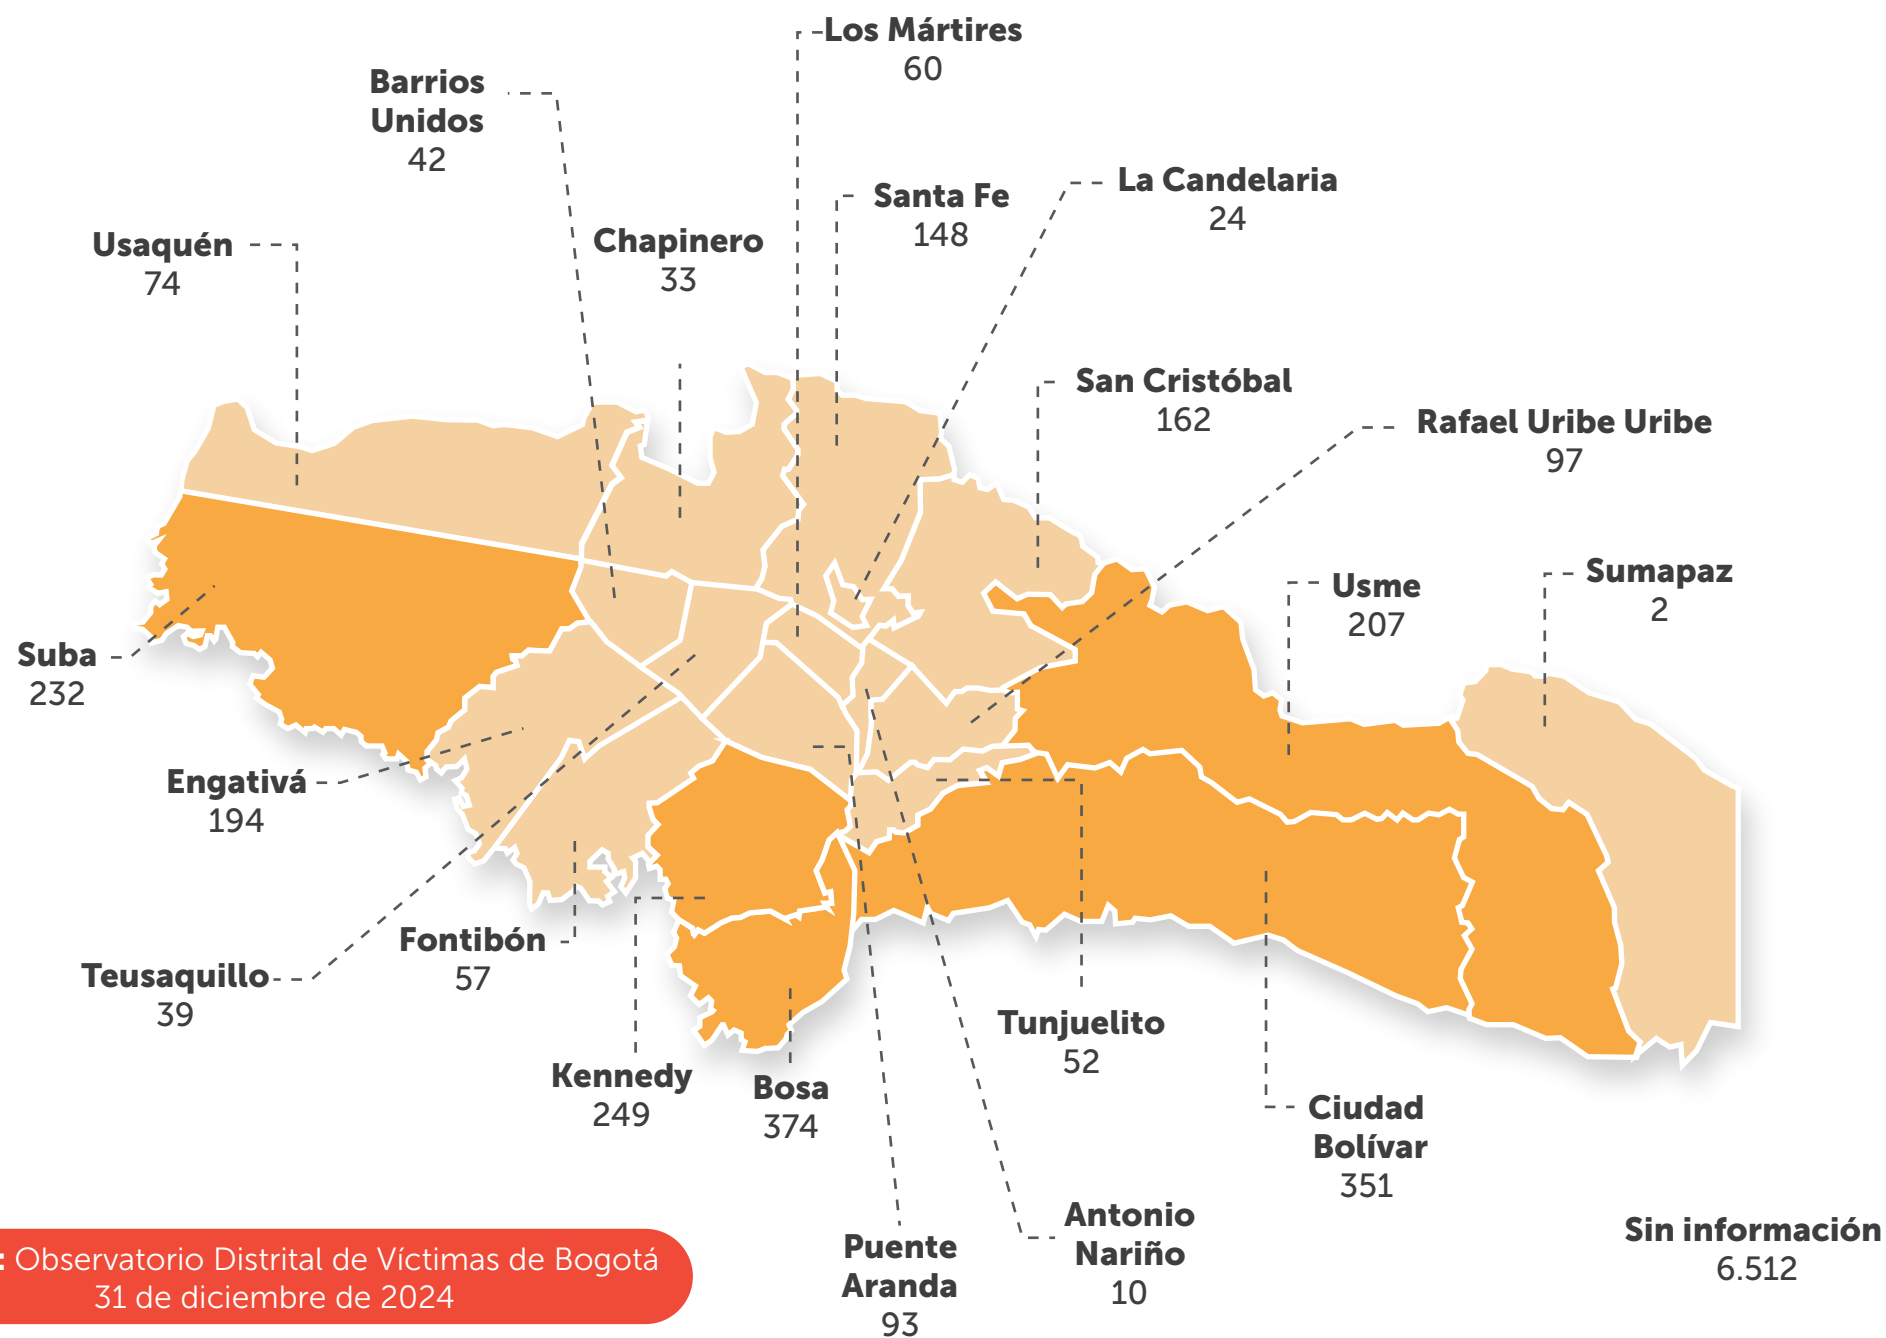 Los Mártires
60
Barrios
Unidos
42
La Candelaria
24
Santa Fe
148
Usaquén
74
Chapinero
33
San Cristóbal
162
Rafael Uribe Uribe
97
Sumapaz
2
Usme
207
Suba
232
Engativá
194
Fontibón
57
Teusaquillo
39
Tunjuelito
52
Kennedy
249
Bosa
374
Ciudad
Bolívar
351
Antonio
Nariño
10
Puente
Aranda
93
Sin información
6.512
: Observatorio Distrital de Víctimas de Bogotá
31 de diciembre de 2024